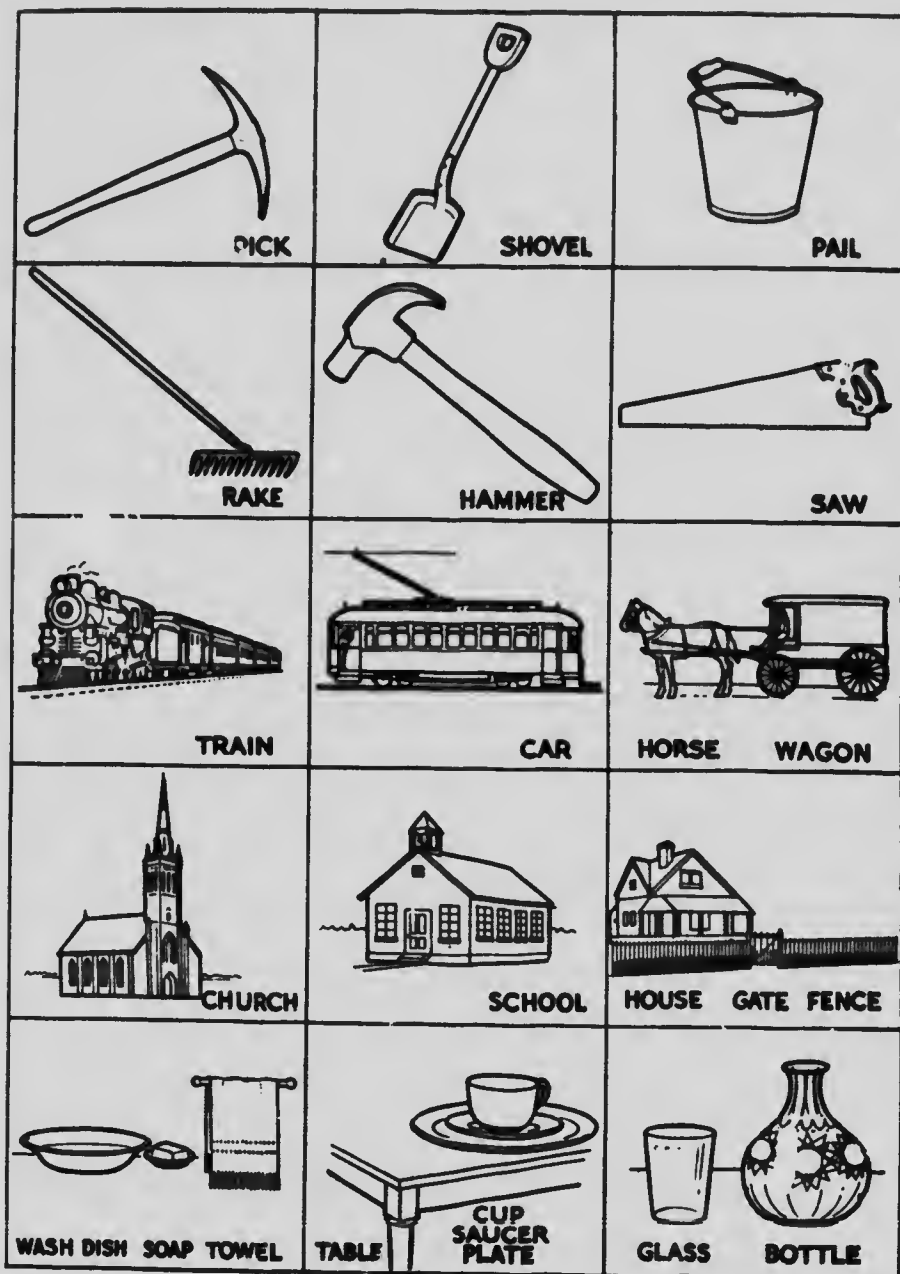 PICK
SHOVEL
PAIL
RAKE
HAMMER
SAW
TRAIN
CAR
HORSE WAGON
CHURCH
SCHOOL
HOUSE GATE FENCE
WASH DISH SOAP TOWEL
TABLE
CUP
SAUCER
PLATE
GLASS BOTTLE